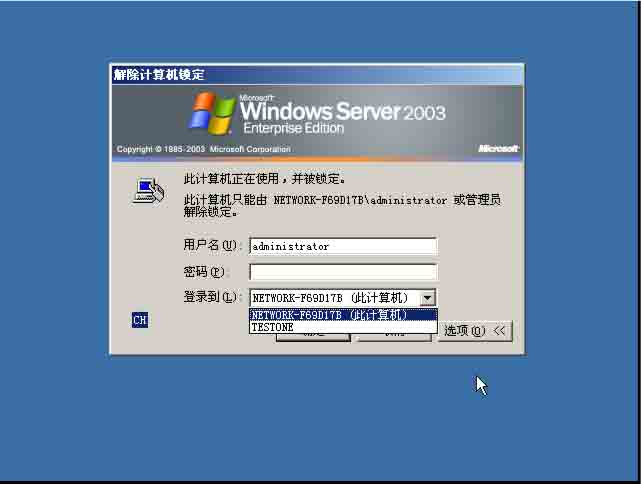 解除计算机锁定
Microsoft
Windows Server 2003
Enterprise Edition
Copyright © 1985-2003 Microsoft Corporation
Microsoft
此计算机正在使用，并被锁定。
此计算机只能由 NETWORK-F69D17B\administrator 或管理员
解除锁定。
用户名(U): administrator
密码(P):
登录到(L): NETWORK-F69D17B (此计算机)
NETWORK-F69D17B (此计算机)
TESTONE
CH
选项(O) <<